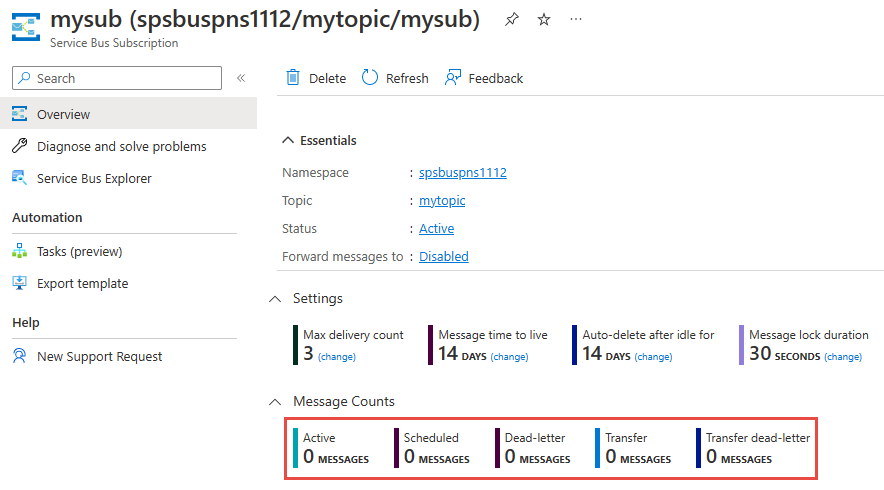 mysub (spsbuspns1112/mytopic/mysub)
Service Bus Subscription
Search
Delete Refresh Feedback
Overview
Diagnose and solve problems
Service Bus Explorer
Automation
Tasks (preview)
Export template
Help
New Support Request
Essentials
Namespace : spsbuspns1112
Topic : mytopic
Status : Active
Forward messages to : Disabled
Settings
Max delivery count
3 (change)
Message time to live
14 DAYS (change)
Auto-delete after idle for
14 DAYS (change)
Message lock duration
30 SECONDS (change)
Message Counts
Active
0 MESSAGES
Scheduled
0 MESSAGES
Dead-letter
0 MESSAGES
Transfer
0 MESSAGES
Transfer dead-letter
0 MESSAGES